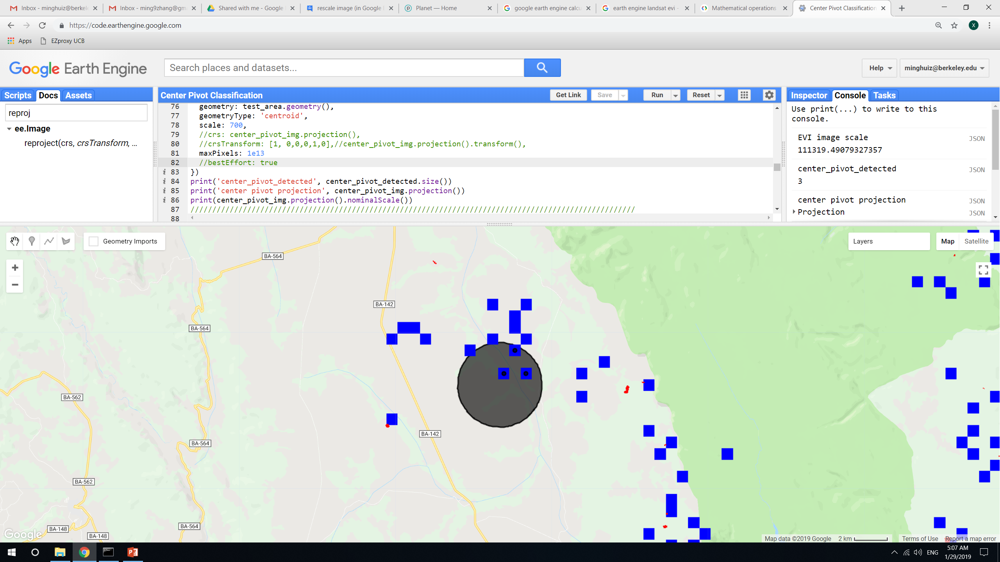 Inbox - minghuiz@berkele
Inbox - ming9zhang@gm
Shared with me - Google
rescale image (in Google
Planet — Home
google earth engine calcu
earth engine landsat evi -
Mathematical operations
Center Pivot Classification
https://code.earthengine.google.com
X
Apps
EZproxy UCB
Google Earth Engine
Search places and datasets...
Help
minghuiz@berkeley.edu
Scripts
Docs
Assets
reproj
ee.Image
reproject(crs, crsTransform, ...
Center Pivot Classification
Get Link
Save
Run
Reset
76 geometry: test_area.geometry(),
77 geometryType: 'centroid',
78 scale: 700,
79 //crs: center_pivot_img.projection(),
80 //crsTransform: [1, 0,0,0,1,0],//center_pivot_img.projection().transform(),
81 maxPixels: 1e13
82 //bestEffort: true
i 83 })
i 84 print('center_pivot_detected', center_pivot_detected.size())
i 85 print('center pivot projection', center_pivot_img.projection())
i 86 print(center_pivot_img.projection().nominalScale())
87 ///////////////////////////////////////////////////////////////////////////////////////////////////////
88
Inspector
Console
Tasks
Use print(...) to write to this
console.
EVI image scale
JSON
111319.49079327357
center_pivot_detected
JSON
3
center pivot projection
JSON
Projection
JSON
Geometry Imports
Layers
Map
Satellite
+
−
BA-564
BA-142
BA-564
BA-562
BA-142
BA-564
BA-562
BA-564
BA-148
BA-148
Google
Map data ©2019 Google
2 km
Terms of Use
Report a map error
ENG
5:07 AM
1/29/2019